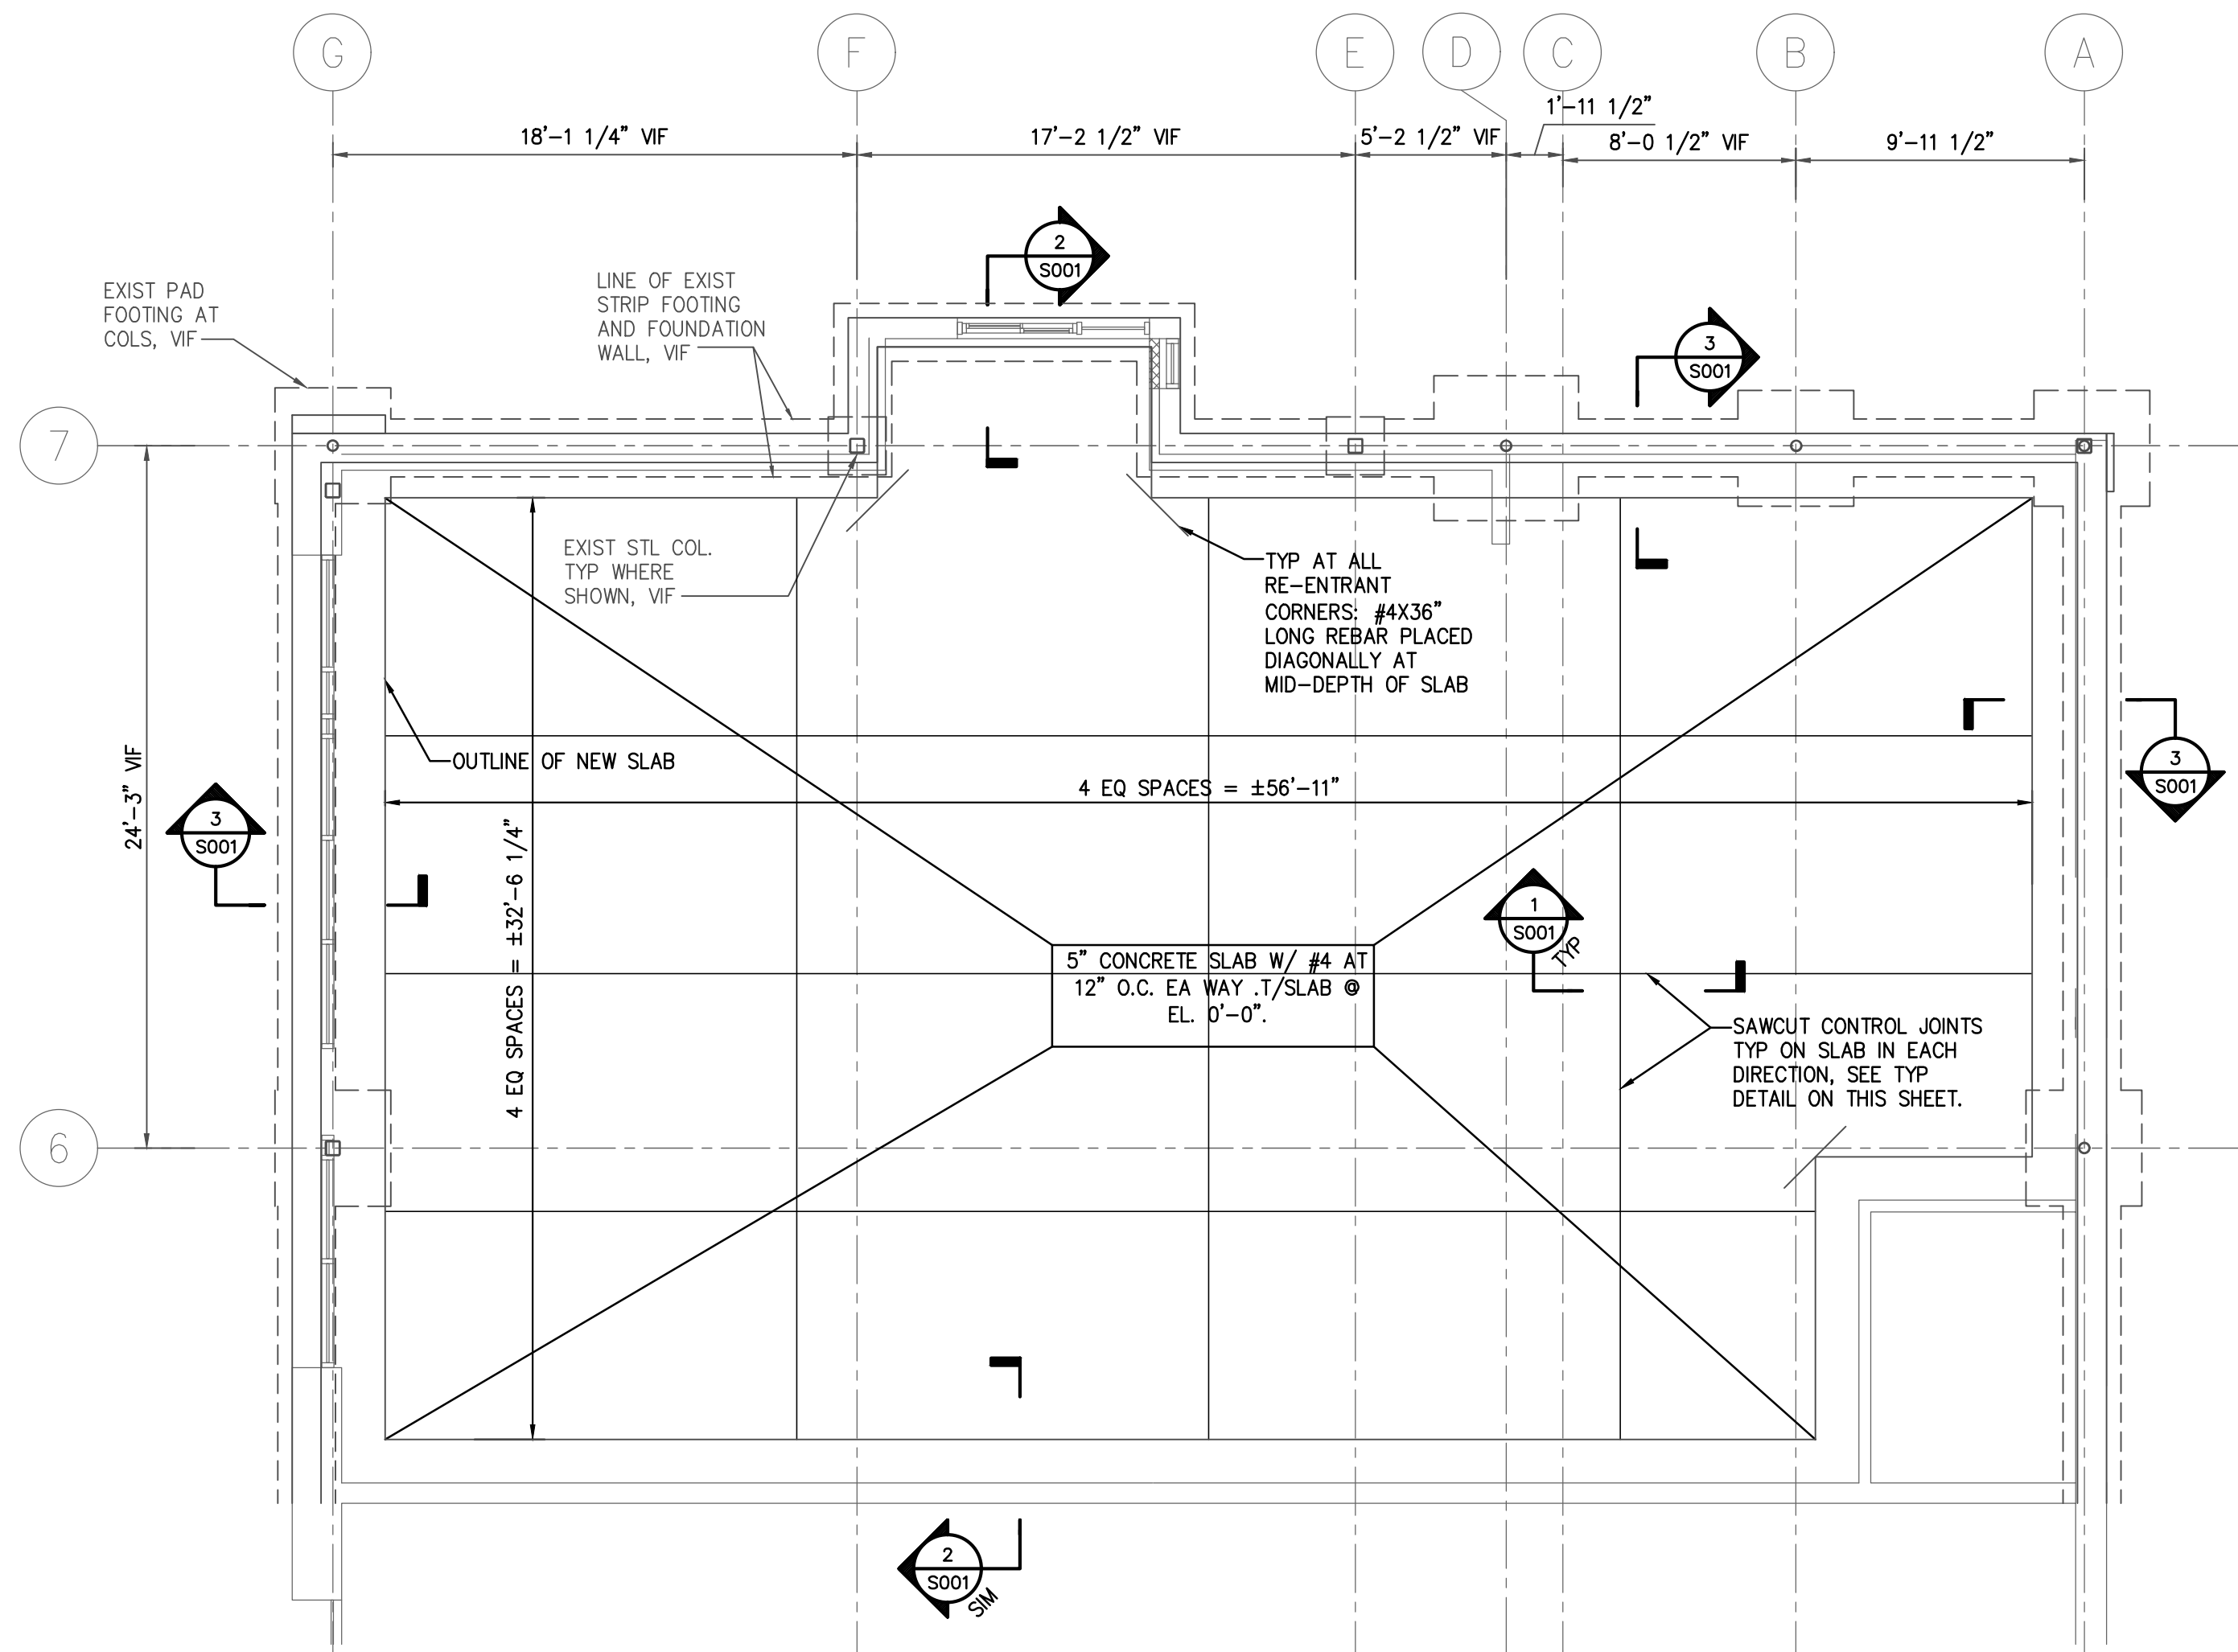 G
F
E
D
C
B
A
1'-11 1/2"
18'-1 1/4" VIF
17'-2 1/2" VIF
5'-2 1/2" VIF
8'-0 1/2" VIF
9'-11 1/2"
2
S001
EXIST PAD
FOOTING AT
COLS, VIF
LINE OF EXIST
STRIP FOOTING
AND FOUNDATION
WALL, VIF
3
S001
7
EXIST STL COL.
TYP WHERE
SHOWN, VIF
TYP AT ALL
RE-ENTRANT
CORNERS: #4X36"
LONG REBAR PLACED
DIAGONALLY AT
MID-DEPTH OF SLAB
OUTLINE OF NEW SLAB
24'-3" VIF
4 EQ SPACES = ±56'-11"
3
S001
3
S001
4 EQ SPACES = ±32'-6 1/4"
1
S001
TYP
5" CONCRETE SLAB W/ #4 AT
12" O.C. EA WAY .T/SLAB @
EL. 0'-0".
SAWCUT CONTROL JOINTS
TYP ON SLAB IN EACH
DIRECTION, SEE TYP
DETAIL ON THIS SHEET.
6
2
S001
SIM